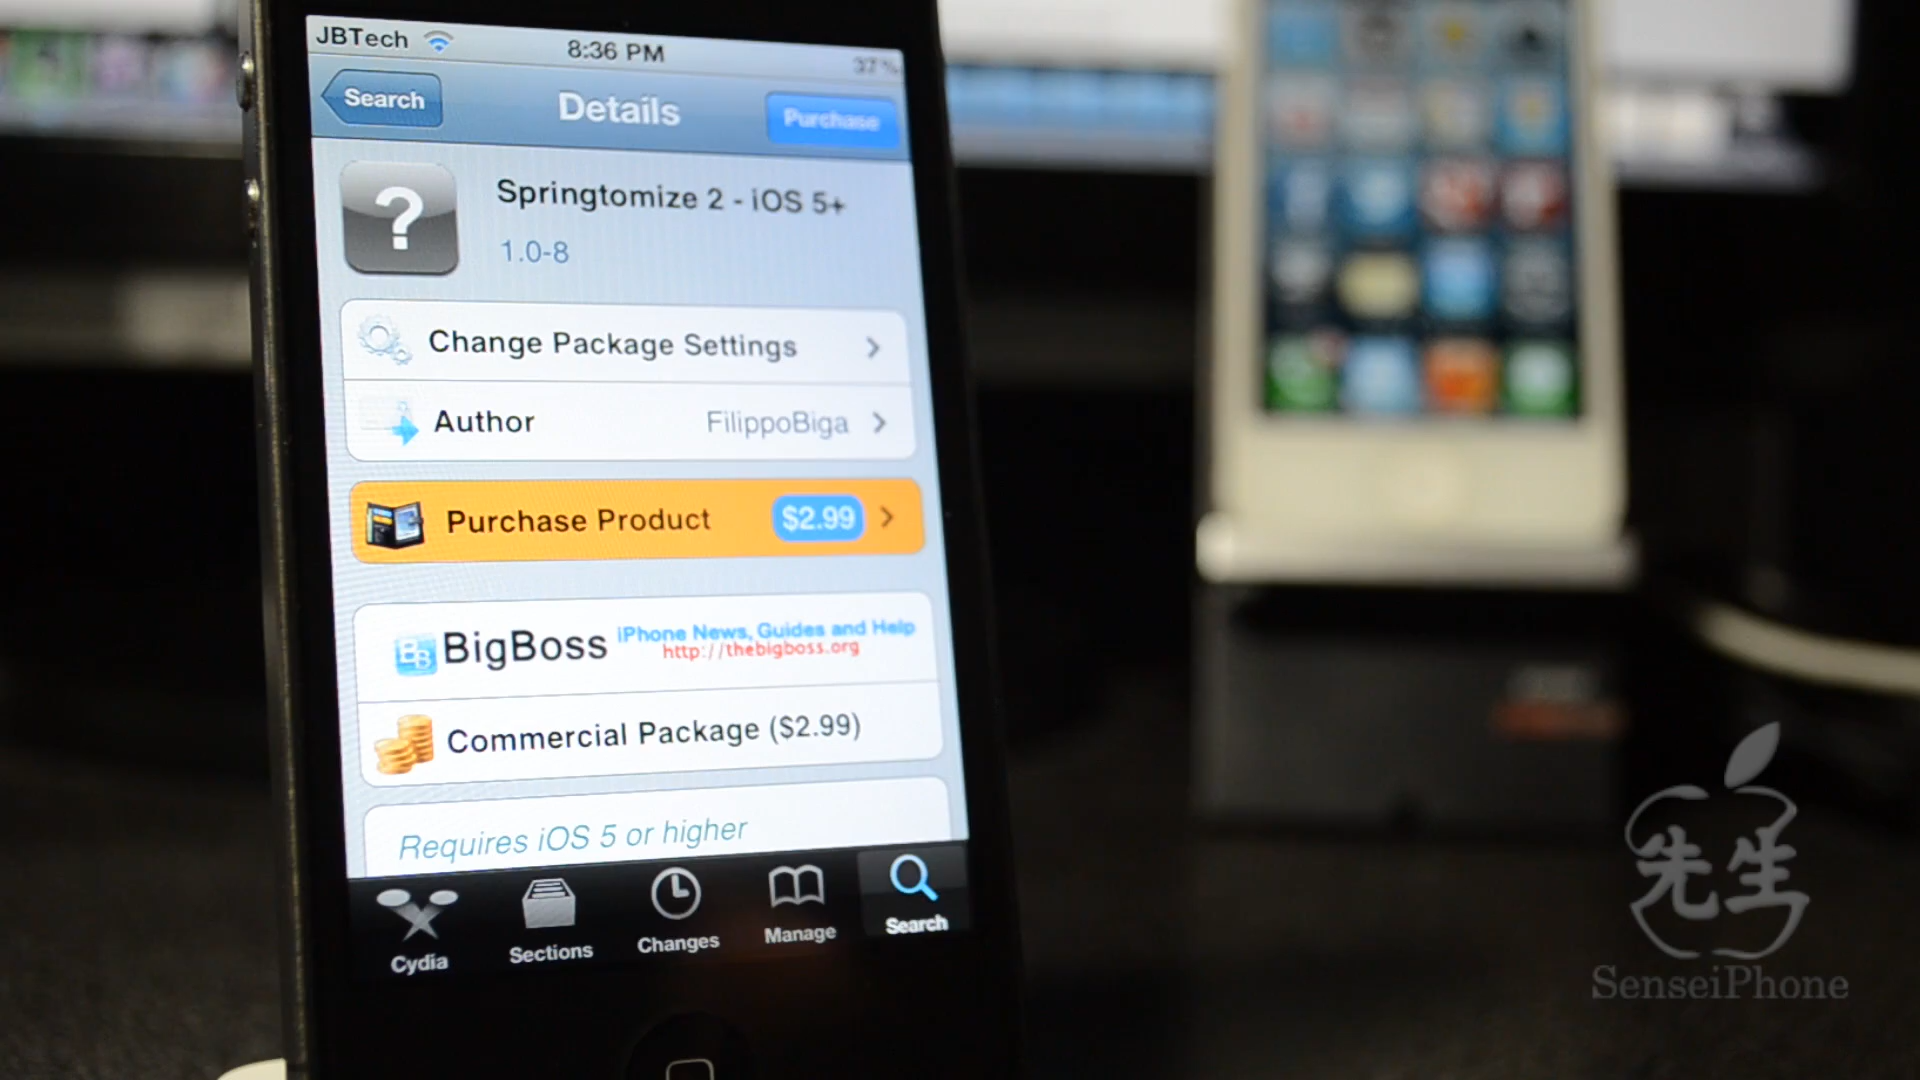 JBTech
8:36 PM
37%
Search
Details
Purchase
Springtomize 2 - iOS 5+
1.0-8
Change Package Settings
Author
FilippoBiga
Purchase Product
$2.99
BB
BigBoss
iPhone News, Guides and Help
http://thebigboss.org
Commercial Package ($2.99)
Requires iOS 5 or higher
Cydia
Sections
Changes
Manage
Search
先生
SenseiPhone